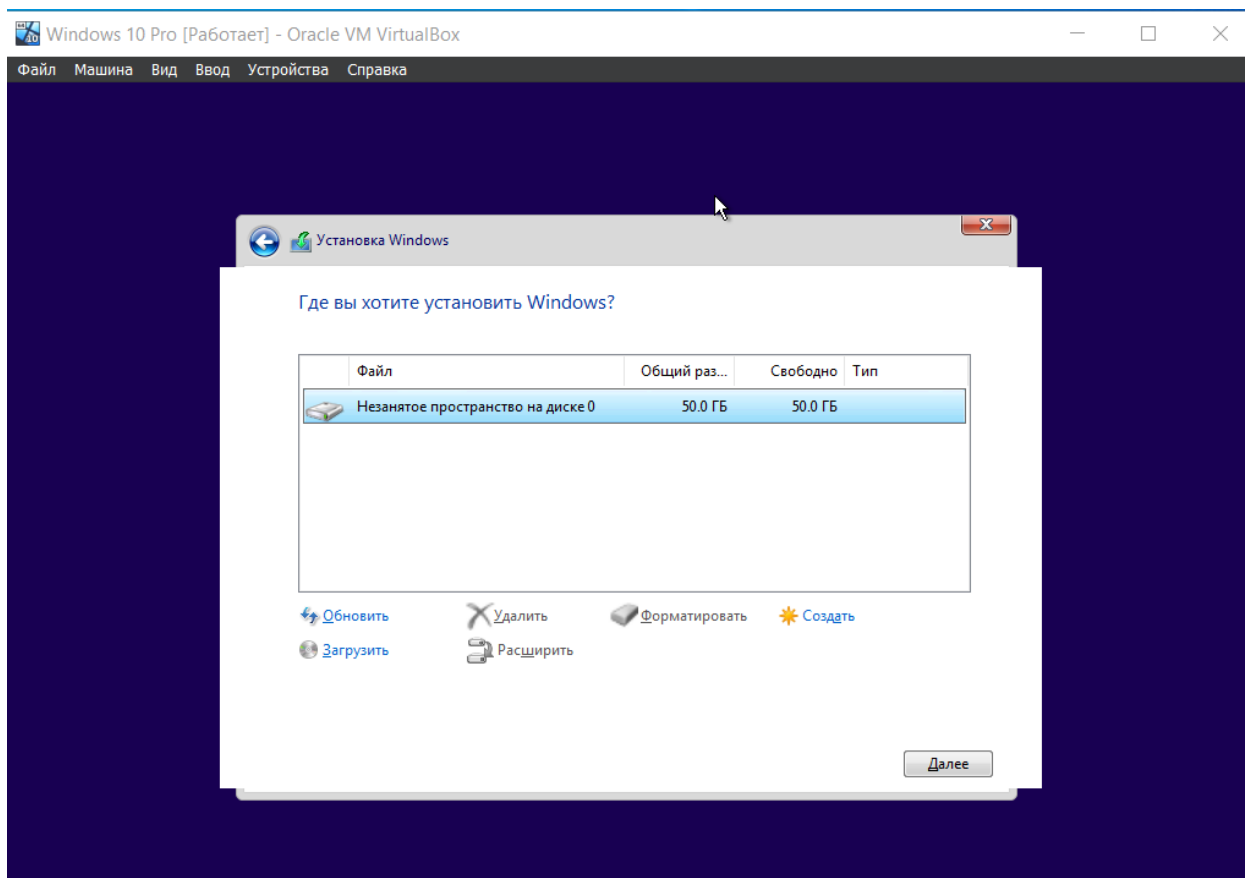 Windows 10 Pro [Работает] - Oracle VM VirtualBox
Файл Машина Вид Ввод Устройства Справка
Установка Windows
Где вы хотите установить Windows?
Файл Общий раз... Свободно Тип
Незанятое пространство на диске 0 50.0 ГБ 50.0 ГБ
Обновить Удалить Форматировать Создать
Загрузить Расширить
Далее